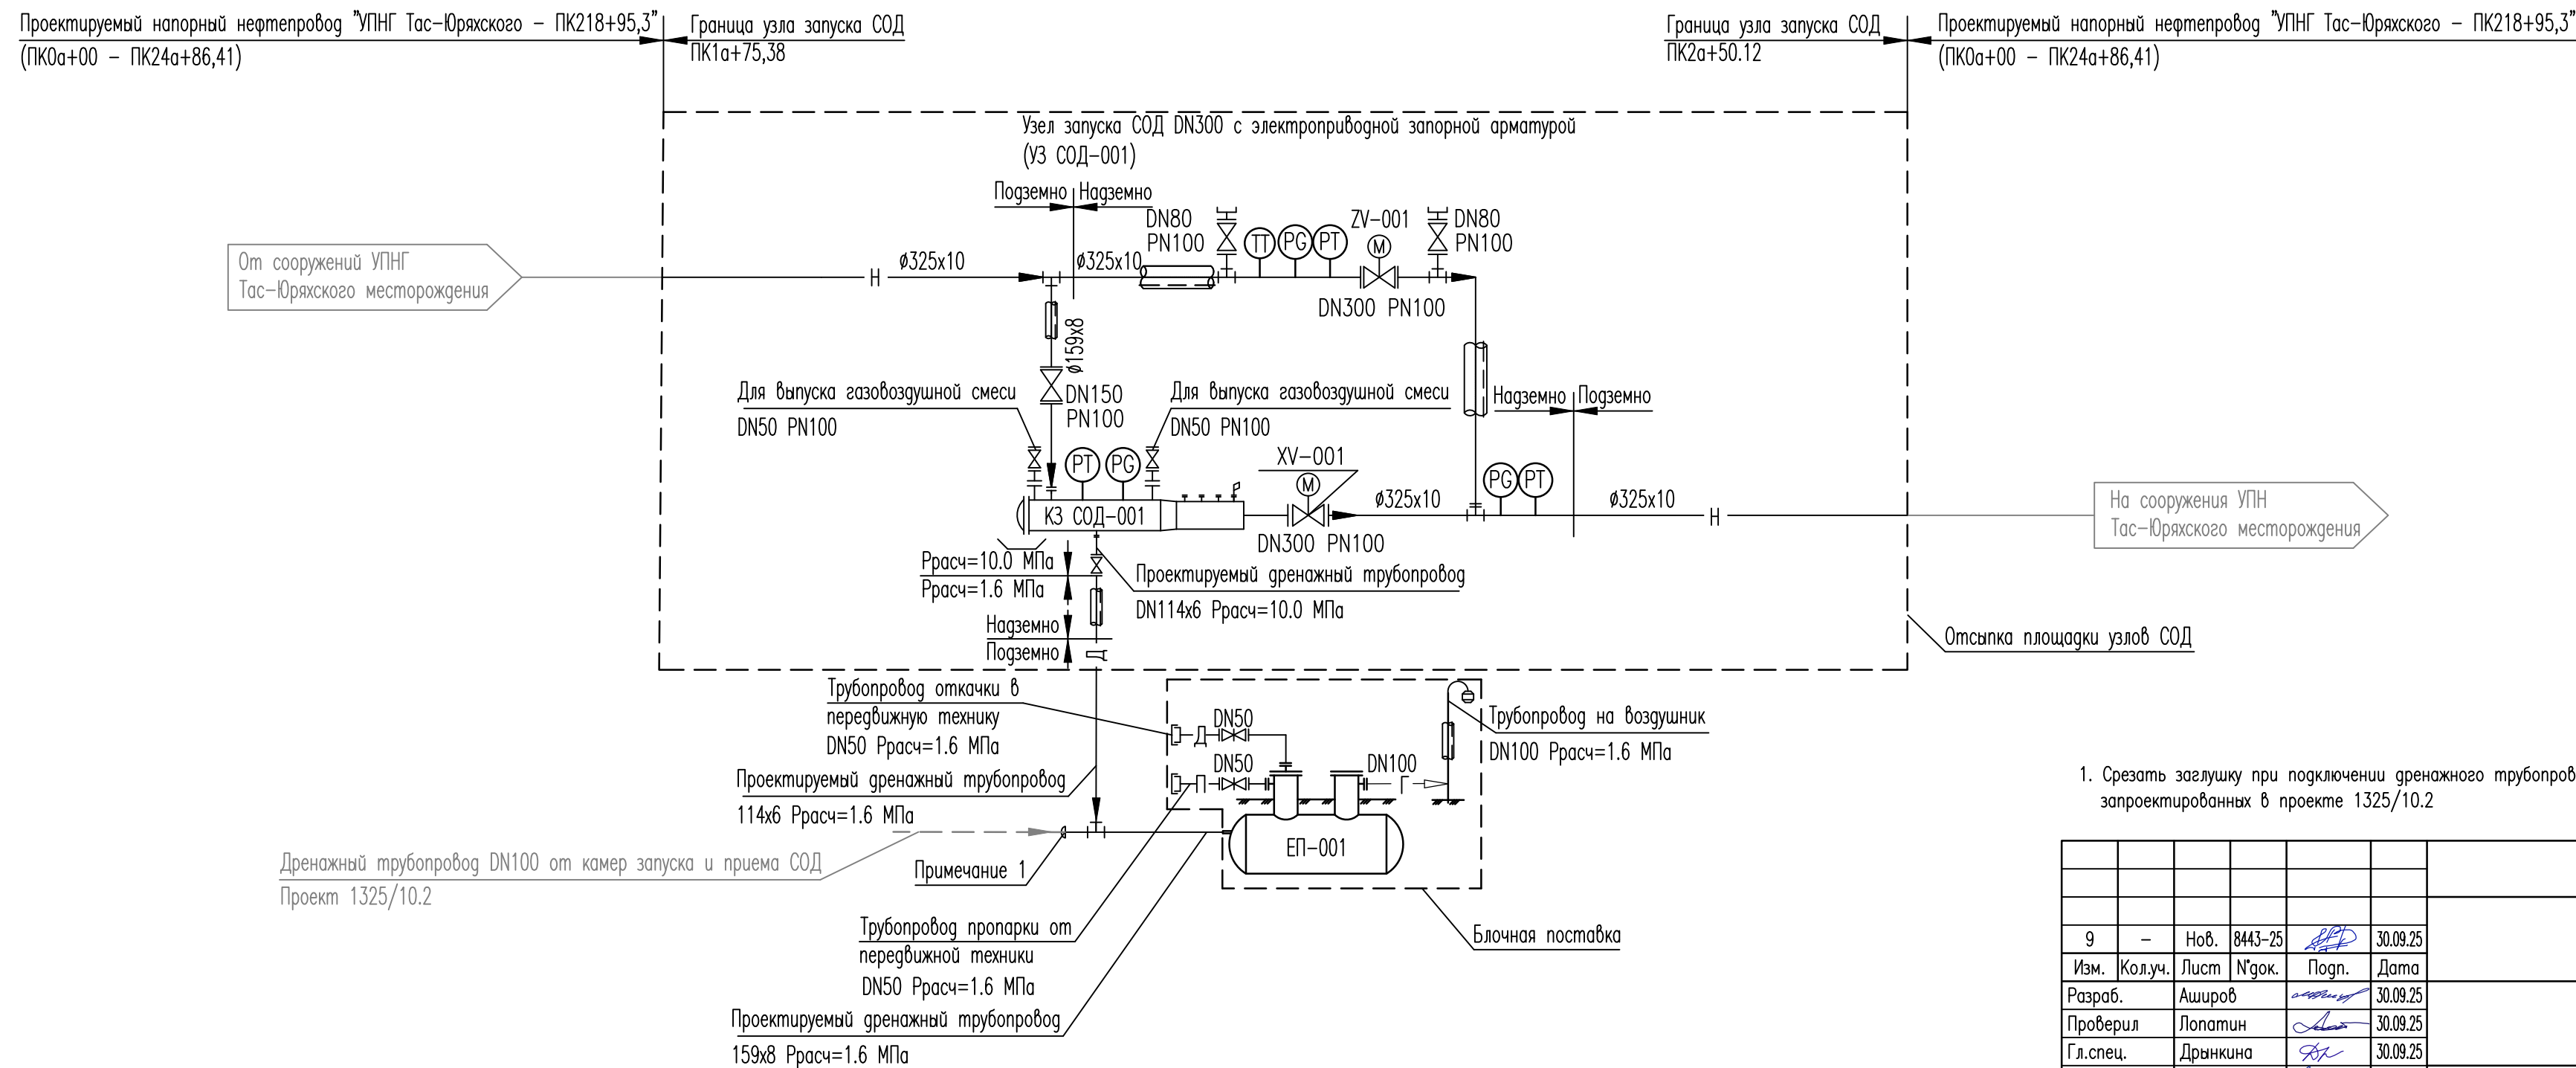 Проектируемый напорный нефтепровод "УПНГ Тас-Юряхского – ПК218+95,3"
(ПК0а+00 – ПК24а+86,41)
Граница узла запуска СОД
ПК1а+75,38
Граница узла запуска СОД
ПК2а+50.12
Проектируемый напорный нефтепровод "УПНГ Тас-Юряхского – ПК218+95,3"
(ПК0а+00 – ПК24а+86,41)
Узел запуска СОД DN300 с электроприводной запорной арматурой
(УЗ СОД-001)
Подземно
Надземно
От сооружений УПНГ
Тас-Юряхского месторождения
Н
ϕ325х10
ϕ325х10
DN80
PN100
TT
PG
PT
ZV-001
M
DN80
PN100
DN300 PN100
ϕ159х8
DN150
PN100
Для выпуска газовоздушной смеси
DN50 PN100
Для выпуска газовоздушной смеси
DN50 PN100
PT
PG
КЗ СОД-001
XV-001
M
DN300 PN100
ϕ325х10
Надземно
Подземно
PG
PT
ϕ325х10
Н
На сооружения УПН
Тас-Юряхского месторождения
Ррасч=10.0 МПа
Ррасч=1.6 МПа
Проектируемый дренажный трубопровод
DN114х6 Ррасч=10.0 МПа
Надземно
Подземно
Д
Отсыпка площадки узлов СОД
Трубопровод откачки в
передвижную технику
DN50 Ррасч=1.6 МПа
Проектируемый дренажный трубопровод
114х6 Ррасч=1.6 МПа
DN50
Д
DN50
П
DN100
Г
Трубопровод на воздушник
DN100 Ррасч=1.6 МПа
ЕП-001
Дренажный трубопровод DN100 от камер запуска и приема СОД
Проект 1325/10.2
Примечание 1
Трубопровод пропарки от
передвижной техники
DN50 Ррасч=1.6 МПа
Проектируемый дренажный трубопровод
159х8 Ррасч=1.6 МПа
Блочная поставка
1. Срезать заглушку при подключении дренажного трубопров
запроектированных в проекте 1325/10.2
9 – Нов. 8443-25 30.09.25
Изм. Кол.уч. Лист №док. Подп. Дата
Разраб. Аширов 30.09.25
Проверил Лопатин 30.09.25
Гл.спец. Дрынкина 30.09.25